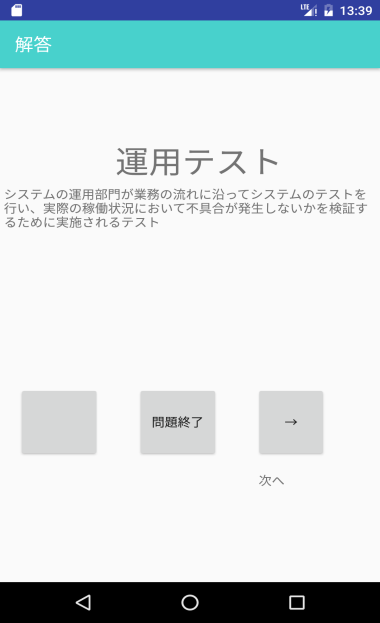 LTE 13:39
解答
運用テスト
システムの運用部門が業務の流れに沿ってシステムのテストを
行い、実際の稼働状況において不具合が発生しないかを検証す
るために実施されるテスト
問題終了 →
次へ